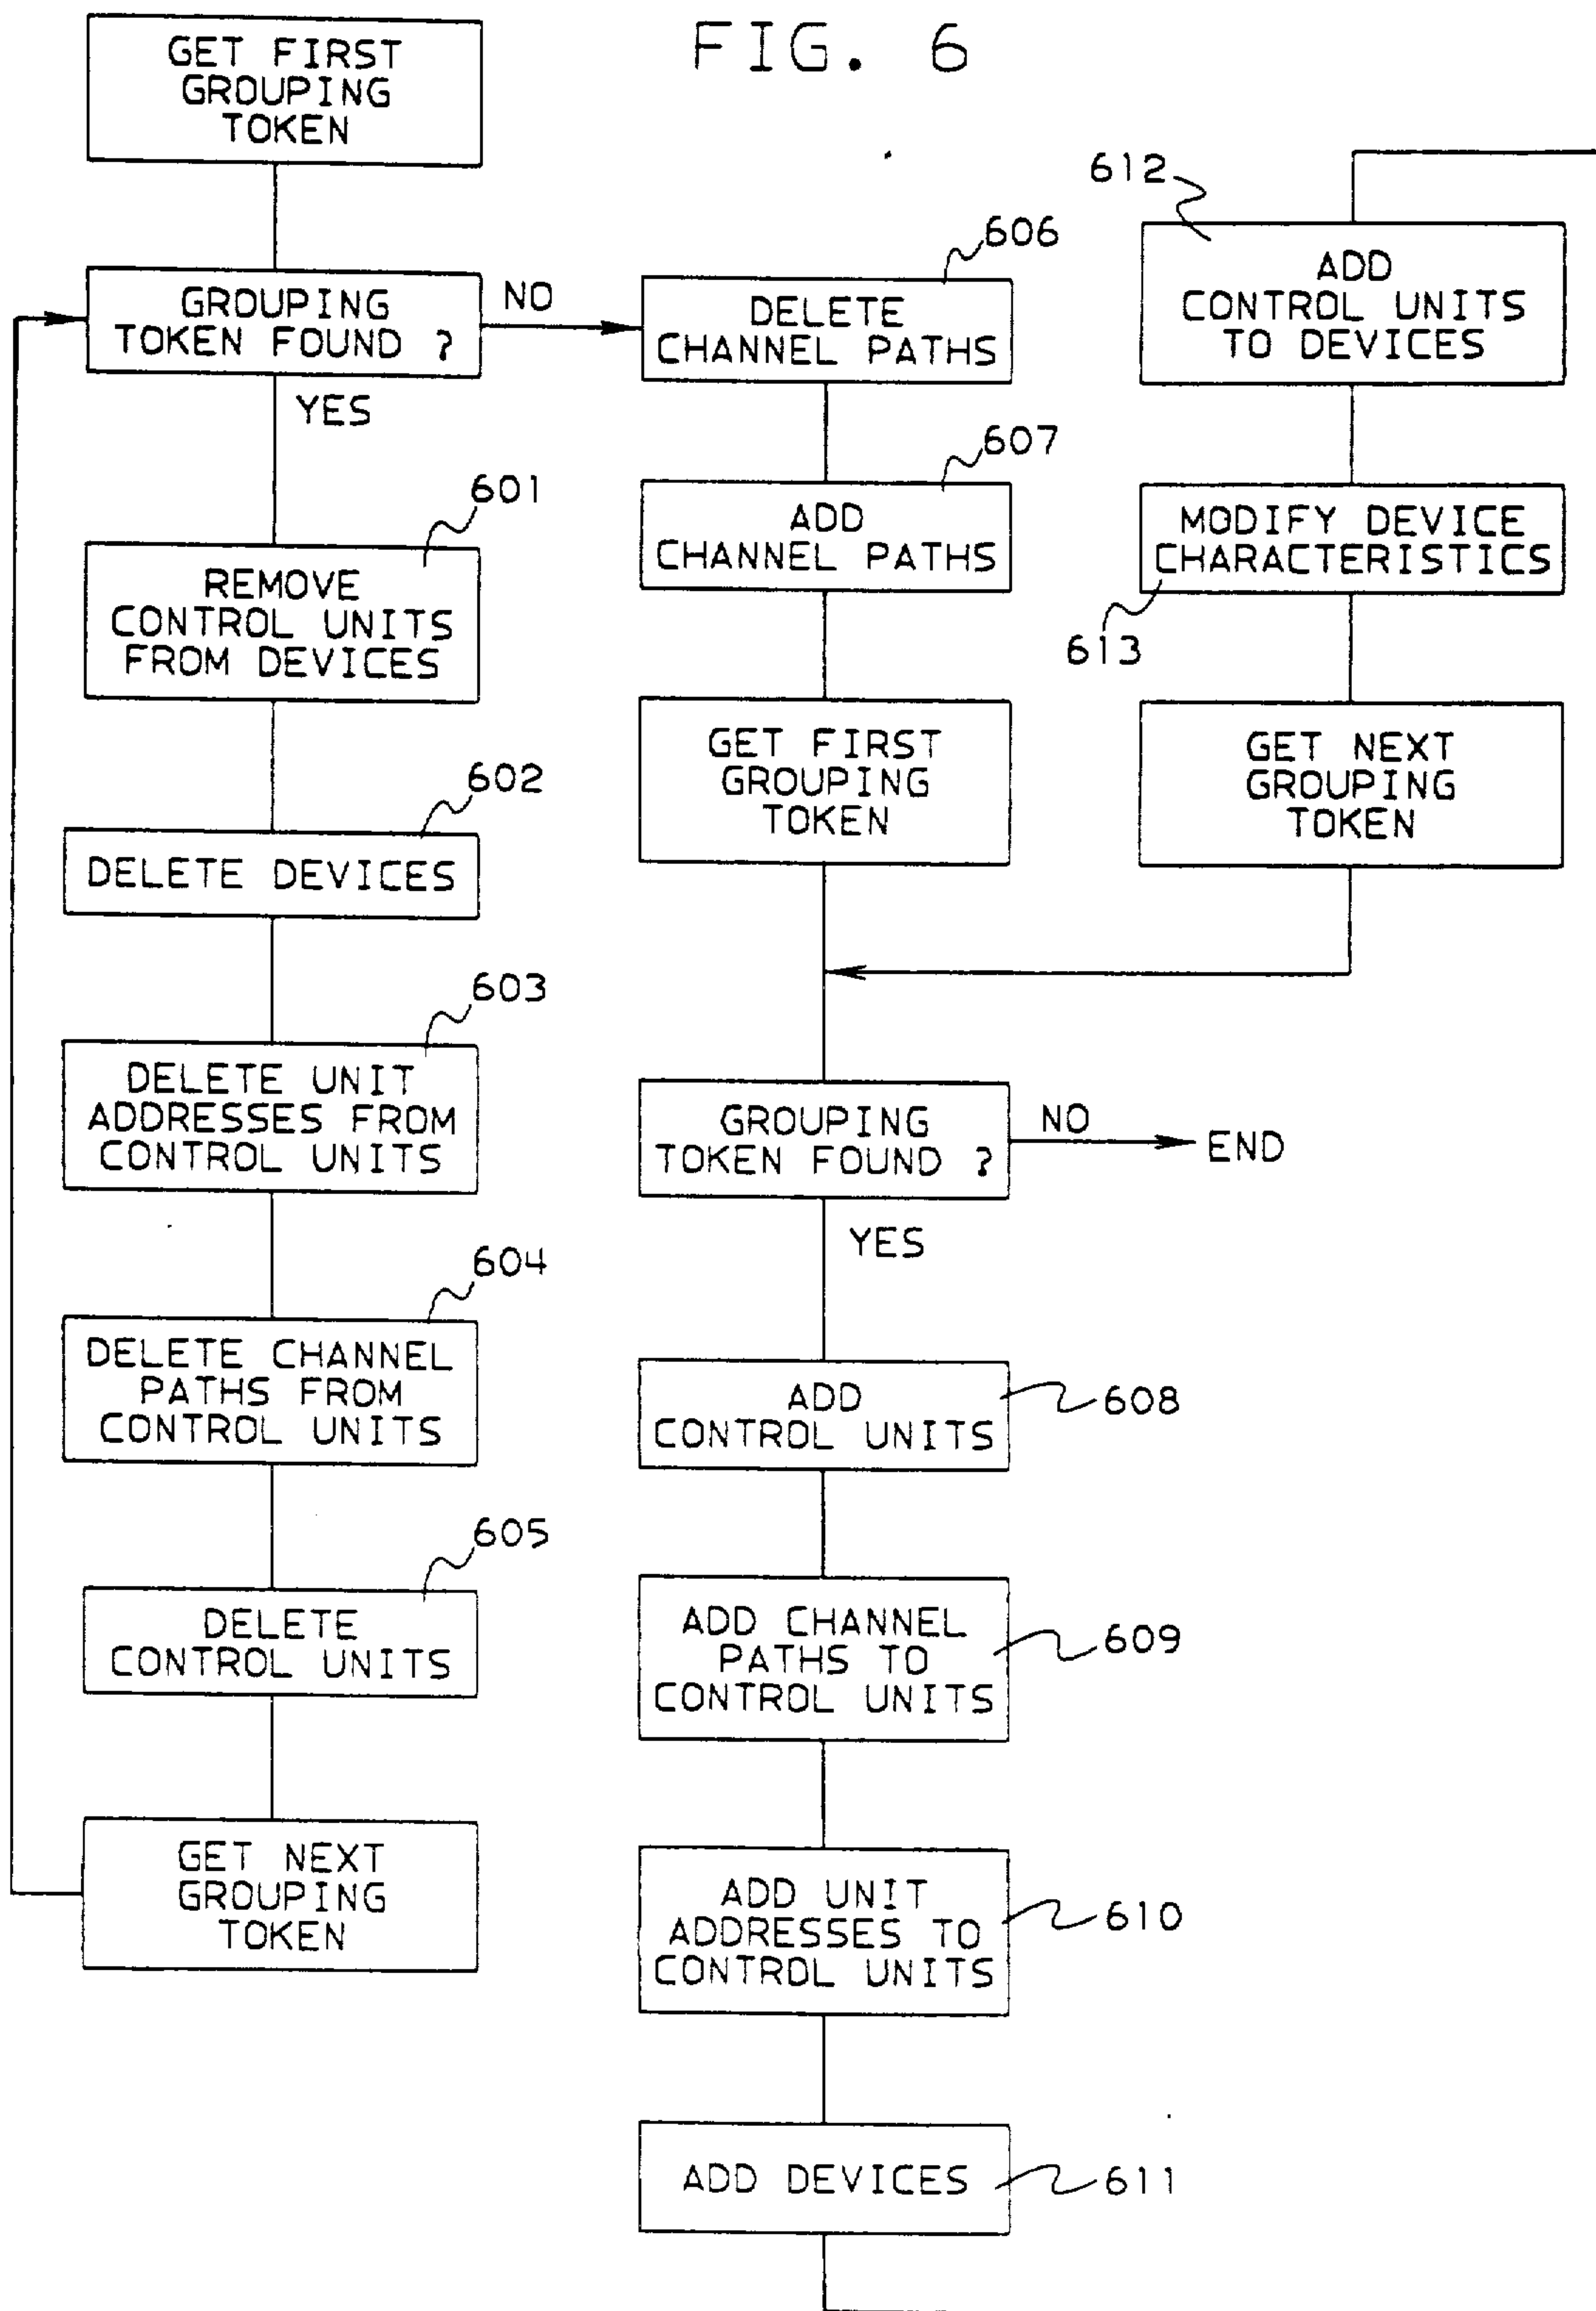 FIG. 6
GET FIRST
GROUPING
TOKEN
GROUPING
TOKEN FOUND ?
NO
YES
601
REMOVE
CONTROL UNITS
FROM DEVICES
602
DELETE DEVICES
603
DELETE UNIT
ADDRESSES FROM
CONTROL UNITS
604
DELETE CHANNEL
PATHS FROM
CONTROL UNITS
605
DELETE
CONTROL UNITS
GET NEXT
GROUPING
TOKEN
606
DELETE
CHANNEL PATHS
607
ADD
CHANNEL PATHS
GET FIRST
GROUPING
TOKEN
GROUPING
TOKEN FOUND ?
NO
END
YES
ADD
CONTROL UNITS
608
ADD CHANNEL
PATHS TO
CONTROL UNITS
609
ADD UNIT
ADDRESSES TO
CONTROL UNITS
610
ADD DEVICES
611
612
ADD
CONTROL UNITS
TO DEVICES
MODIFY DEVICE
CHARACTERISTICS
613
GET NEXT
GROUPING
TOKEN